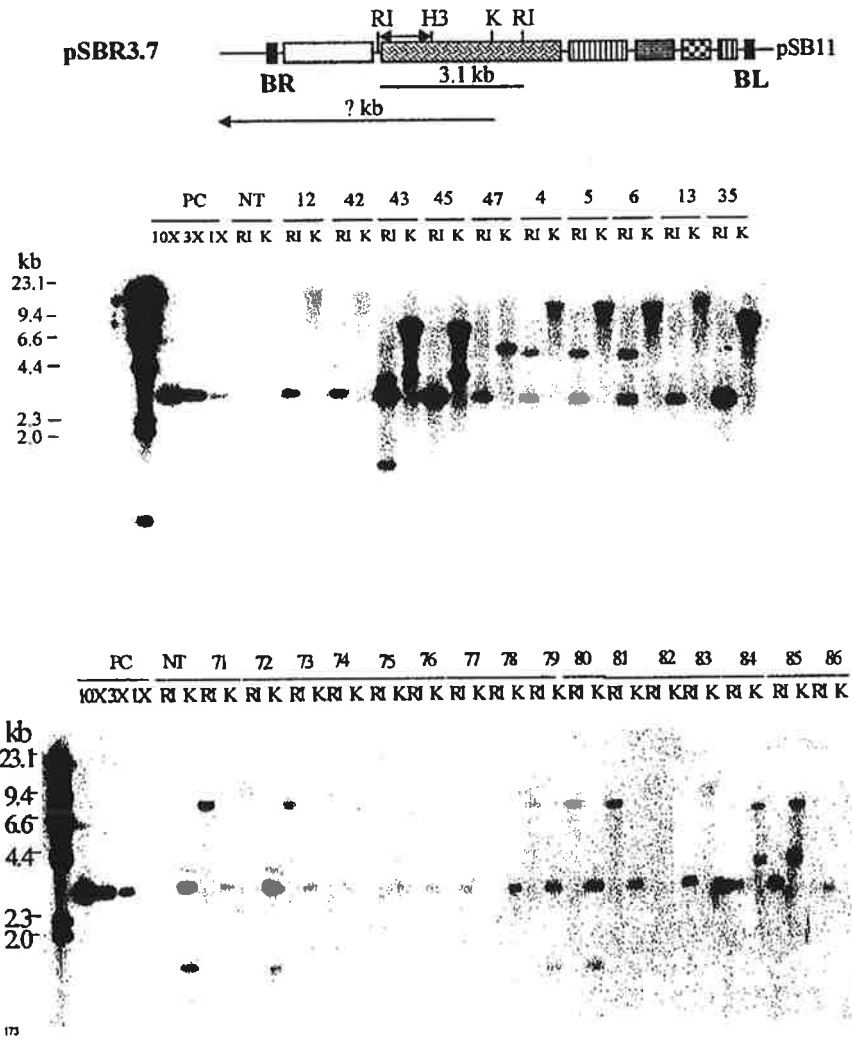 RI H3 K RI
pSBR3.7
pSB11
BR
3.1 kb
BL
? kb
PC NT 12 42 43 45 47 4 5 6 13 35
10X 3X 1X RI K RI K RI K RI K RI K RI K RI K RI K RI K RI K RI K
kb
23.1
9.4
6.6
4.4
2.3
2.0
PC NT 71 72 73 74 75 76 77 78 79 80 81 82 83 84 85 86
10X 3X 1X RI K RI K RI K RI K RI K RI K RI K RI K RI K RI K RI K RI K RI K RI K RI K RI K RI K
kb
23.1
9.4
6.6
4.4
2.3
2.0
173